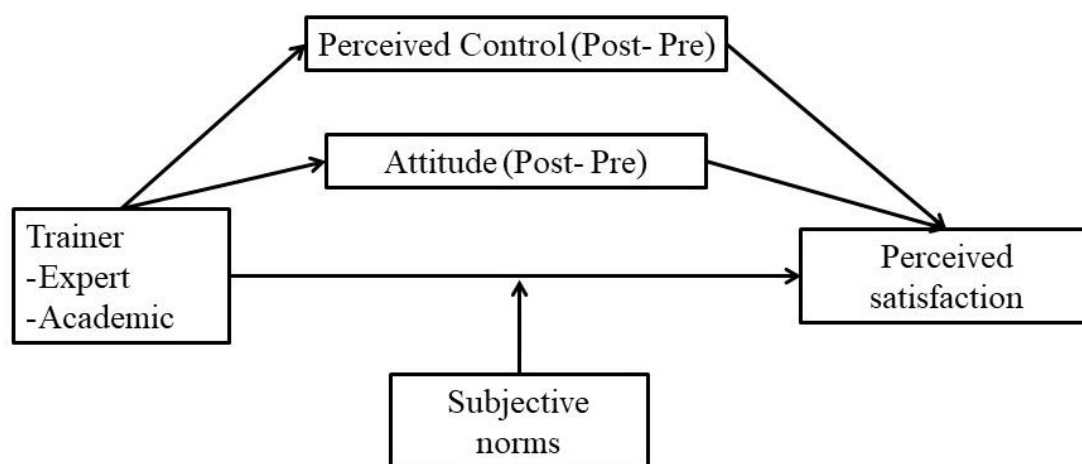 Perceived Control (Post- Pre)
Attitude (Post- Pre)
Trainer
-Expert
-Academic
Perceived
satisfaction
Subjective
norms